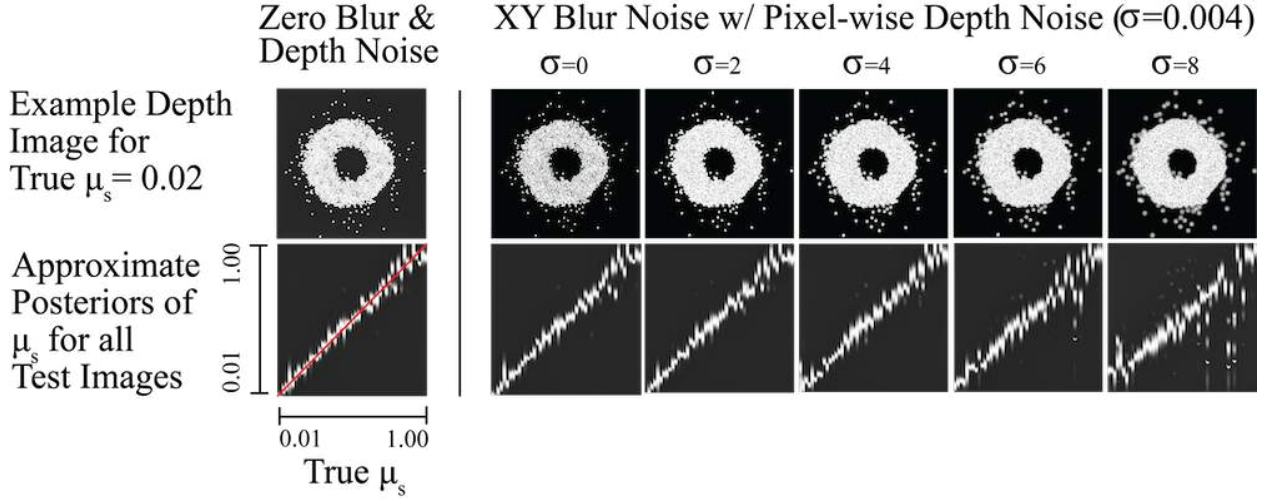 Zero Blur &
Depth Noise
XY Blur Noise w/ Pixel-wise Depth Noise (σ=0.004)
σ=0
σ=2
σ=4
σ=6
σ=8
Example Depth
Image for
True μs= 0.02
Approximate
Posteriors of
μs for all
Test Images
1.00
0.01
0.01
1.00
True μs